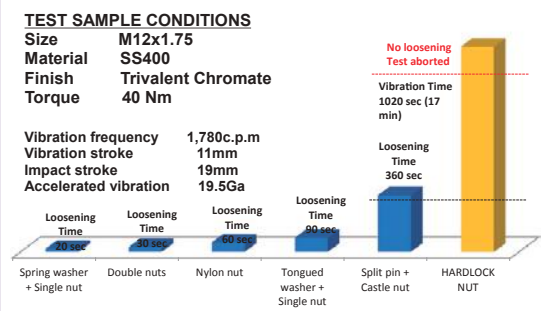 TEST SAMPLE CONDITIONS
Size M12x1.75
Material SS400
Finish Trivalent Chromate
Torque 40 Nm
Vibration frequency 1,780c.p.m
Vibration stroke 11mm
Impact stroke 19mm
Accelerated vibration 19.5Ga
No loosening
Test aborted
Vibration Time
1020 sec (17
min)
Loosening
Time
360 sec
Loosening
Time
90 sec
Loosening
Time
60 sec
Loosening
Time
30 sec
Loosening
Time
20 sec
Spring washer
+ Single nut
Double nuts
Nylon nut
Tongued
washer +
Single nut
Split pin +
Castle nut
HARDLOCK
NUT